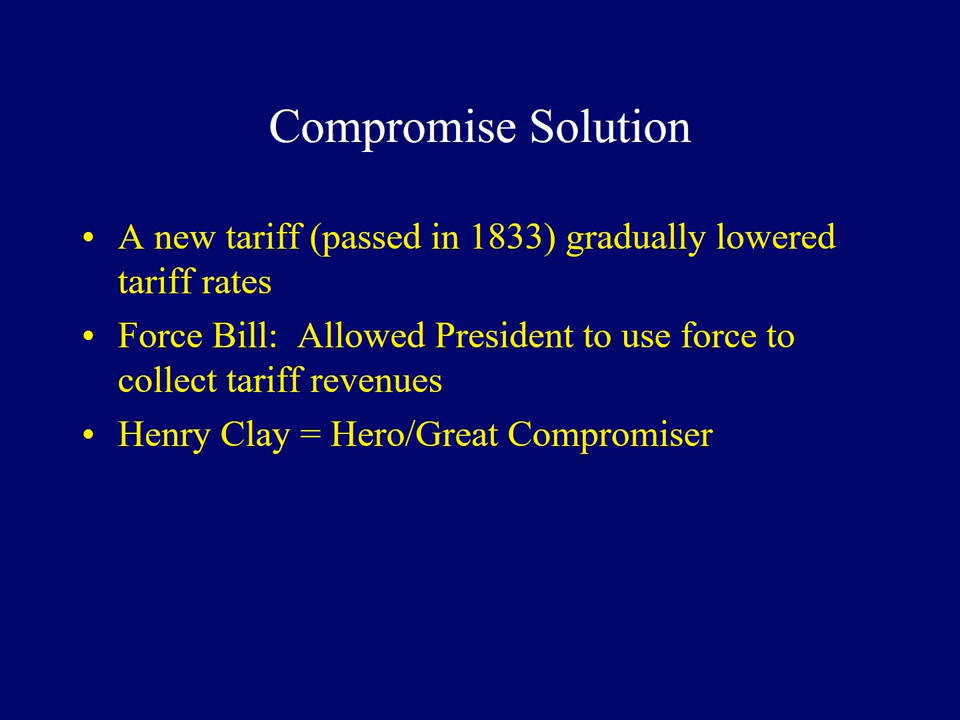 Compromise Solution
• A new tariff (passed in 1833) gradually lowered
tariff rates
• Force Bill:  Allowed President to use force to
collect tariff revenues
• Henry Clay = Hero/Great Compromiser